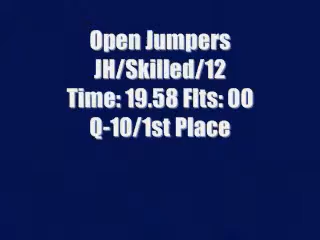 Open Jumpers
JH/Skilled/12
Time: 19.58 Flts: 00
Q-10/1st Place